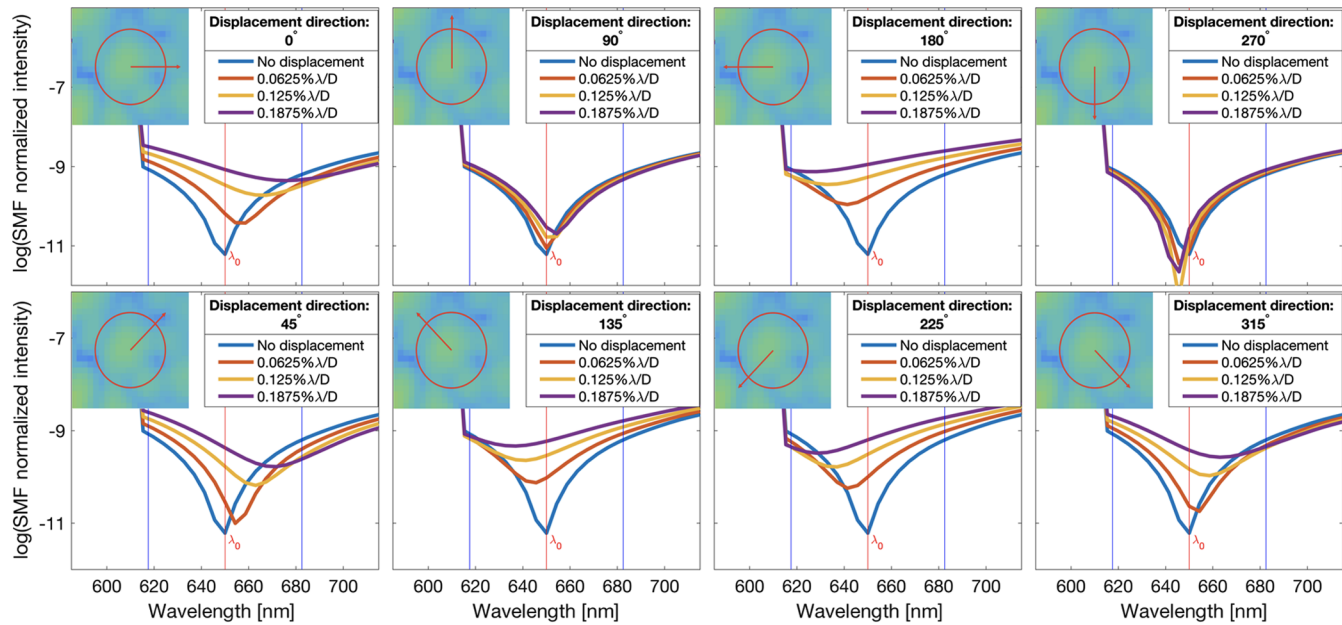 log(SMF normalized intensity)
-7
-9
-11
Displacement direction:
0°
No displacement
0.0625%λ/D
0.125%λ/D
0.1875%λ/D
λ0
Displacement direction:
90°
No displacement
0.0625%λ/D
0.125%λ/D
0.1875%λ/D
λ0
Displacement direction:
180°
No displacement
0.0625%λ/D
0.125%λ/D
0.1875%λ/D
λ0
Displacement direction:
270°
No displacement
0.0625%λ/D
0.125%λ/D
0.1875%λ/D
λ0
log(SMF normalized intensity)
-7
-9
-11
Displacement direction:
45°
No displacement
0.0625%λ/D
0.125%λ/D
0.1875%λ/D
λ0
600 620 640 660 680 700
Wavelength [nm]
Displacement direction:
135°
No displacement
0.0625%λ/D
0.125%λ/D
0.1875%λ/D
λ0
600 620 640 660 680 700
Wavelength [nm]
Displacement direction:
225°
No displacement
0.0625%λ/D
0.125%λ/D
0.1875%λ/D
λ0
600 620 640 660 680 700
Wavelength [nm]
Displacement direction:
315°
No displacement
0.0625%λ/D
0.125%λ/D
0.1875%λ/D
λ0
600 620 640 660 680 700
Wavelength [nm]